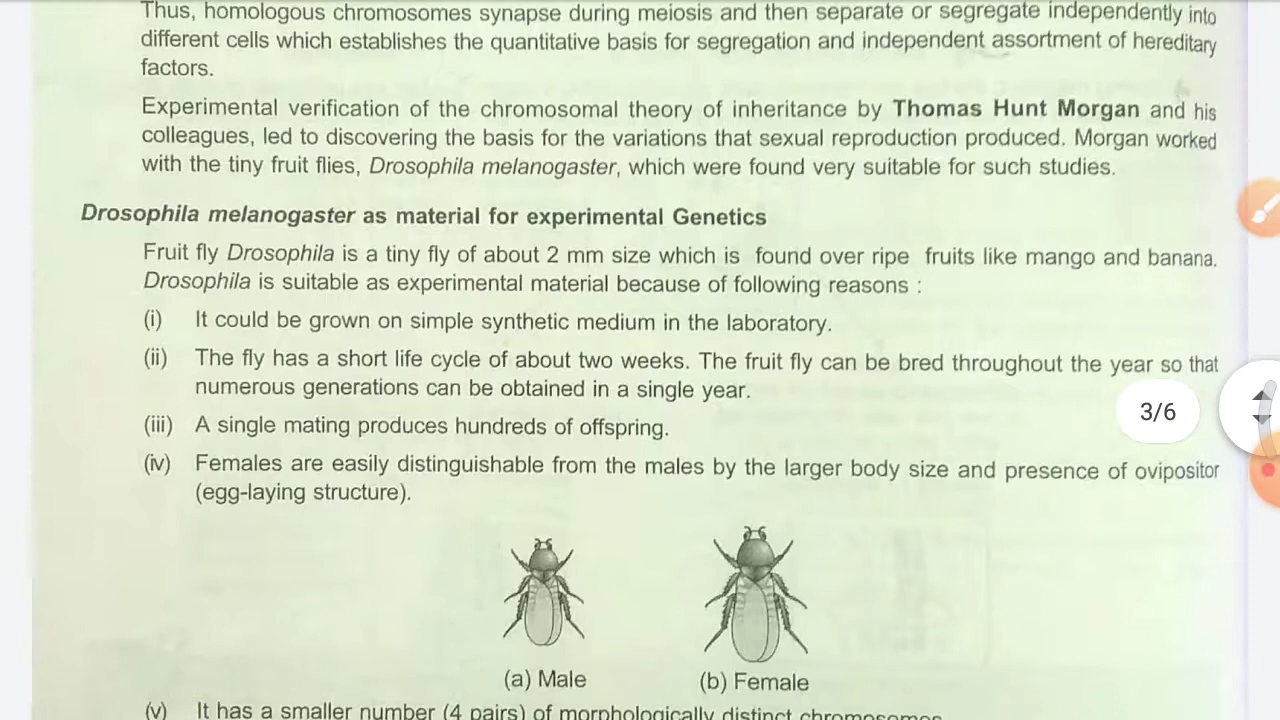 Thus, homologous chromosomes synapse during meiosis and then separate or segregate independently into
different cells which establishes the quantitative basis for segregation and independent assortment of hereditary
factors.
Experimental verification of the chromosomal theory of inheritance by Thomas Hunt Morgan and his
colleagues, led to discovering the basis for the variations that sexual reproduction produced. Morgan worked
with the tiny fruit flies, Drosophila melanogaster, which were found very suitable for such studies.
Drosophila melanogaster as material for experimental Genetics
Fruit fly Drosophila is a tiny fly of about 2 mm size which is found over ripe fruits like mango and banana.
Drosophila is suitable as experimental material because of following reasons :
(i) It could be grown on simple synthetic medium in the laboratory.
(ii) The fly has a short life cycle of about two weeks. The fruit fly can be bred throughout the year so that
numerous generations can be obtained in a single year.
3/6
(iii) A single mating produces hundreds of offspring.
(iv) Females are easily distinguishable from the males by the larger body size and presence of ovipositor
(egg-laying structure).
(a) Male
(b) Female
(v) It has a smaller number (4 pairs) of morphologically distinct chromosomes.